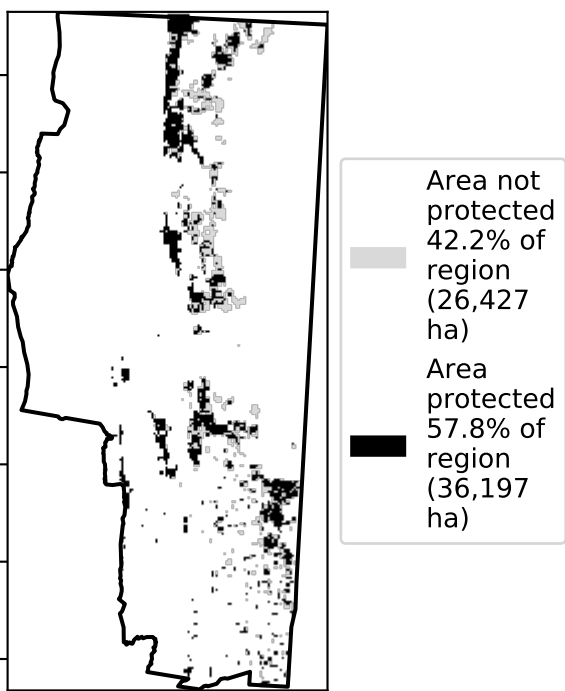 Area not
protected
42.2% of
region
(26,427
ha)
Area
protected
57.8% of
region
(36,197
ha)